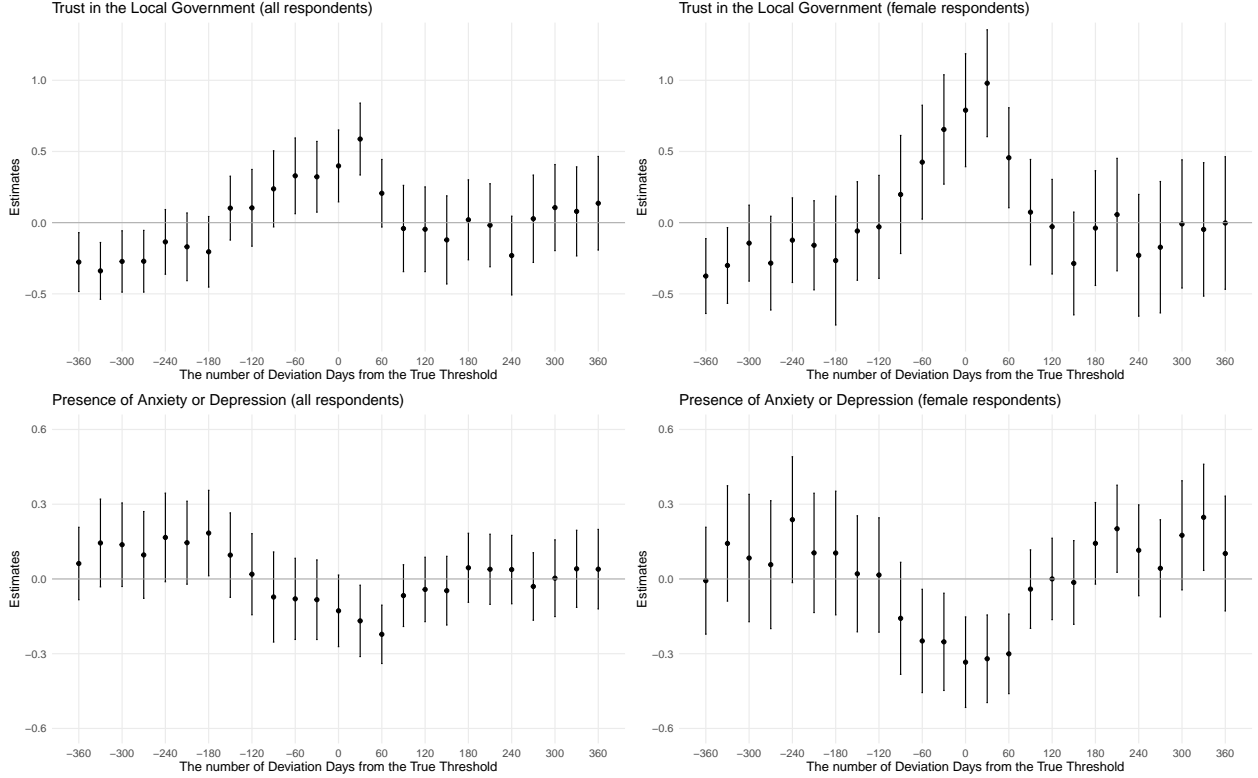 Trust in the Local Government (all respondents)
Estimates
1.0
0.5
0.0
−0.5
−360 −300 −240 −180 −120 −60 0 60 120 180 240 300 360
The number of Deviation Days from the True Threshold
Trust in the Local Government (female respondents)
Estimates
1.0
0.5
0.0
−0.5
−360 −300 −240 −180 −120 −60 0 60 120 180 240 300 360
The number of Deviation Days from the True Threshold
Presence of Anxiety or Depression (all respondents)
Estimates
0.6
0.3
0.0
−0.3
−0.6
−360 −300 −240 −180 −120 −60 0 60 120 180 240 300 360
The number of Deviation Days from the True Threshold
Presence of Anxiety or Depression (female respondents)
Estimates
0.6
0.3
0.0
−0.3
−0.6
−360 −300 −240 −180 −120 −60 0 60 120 180 240 300 360
The number of Deviation Days from the True Threshold